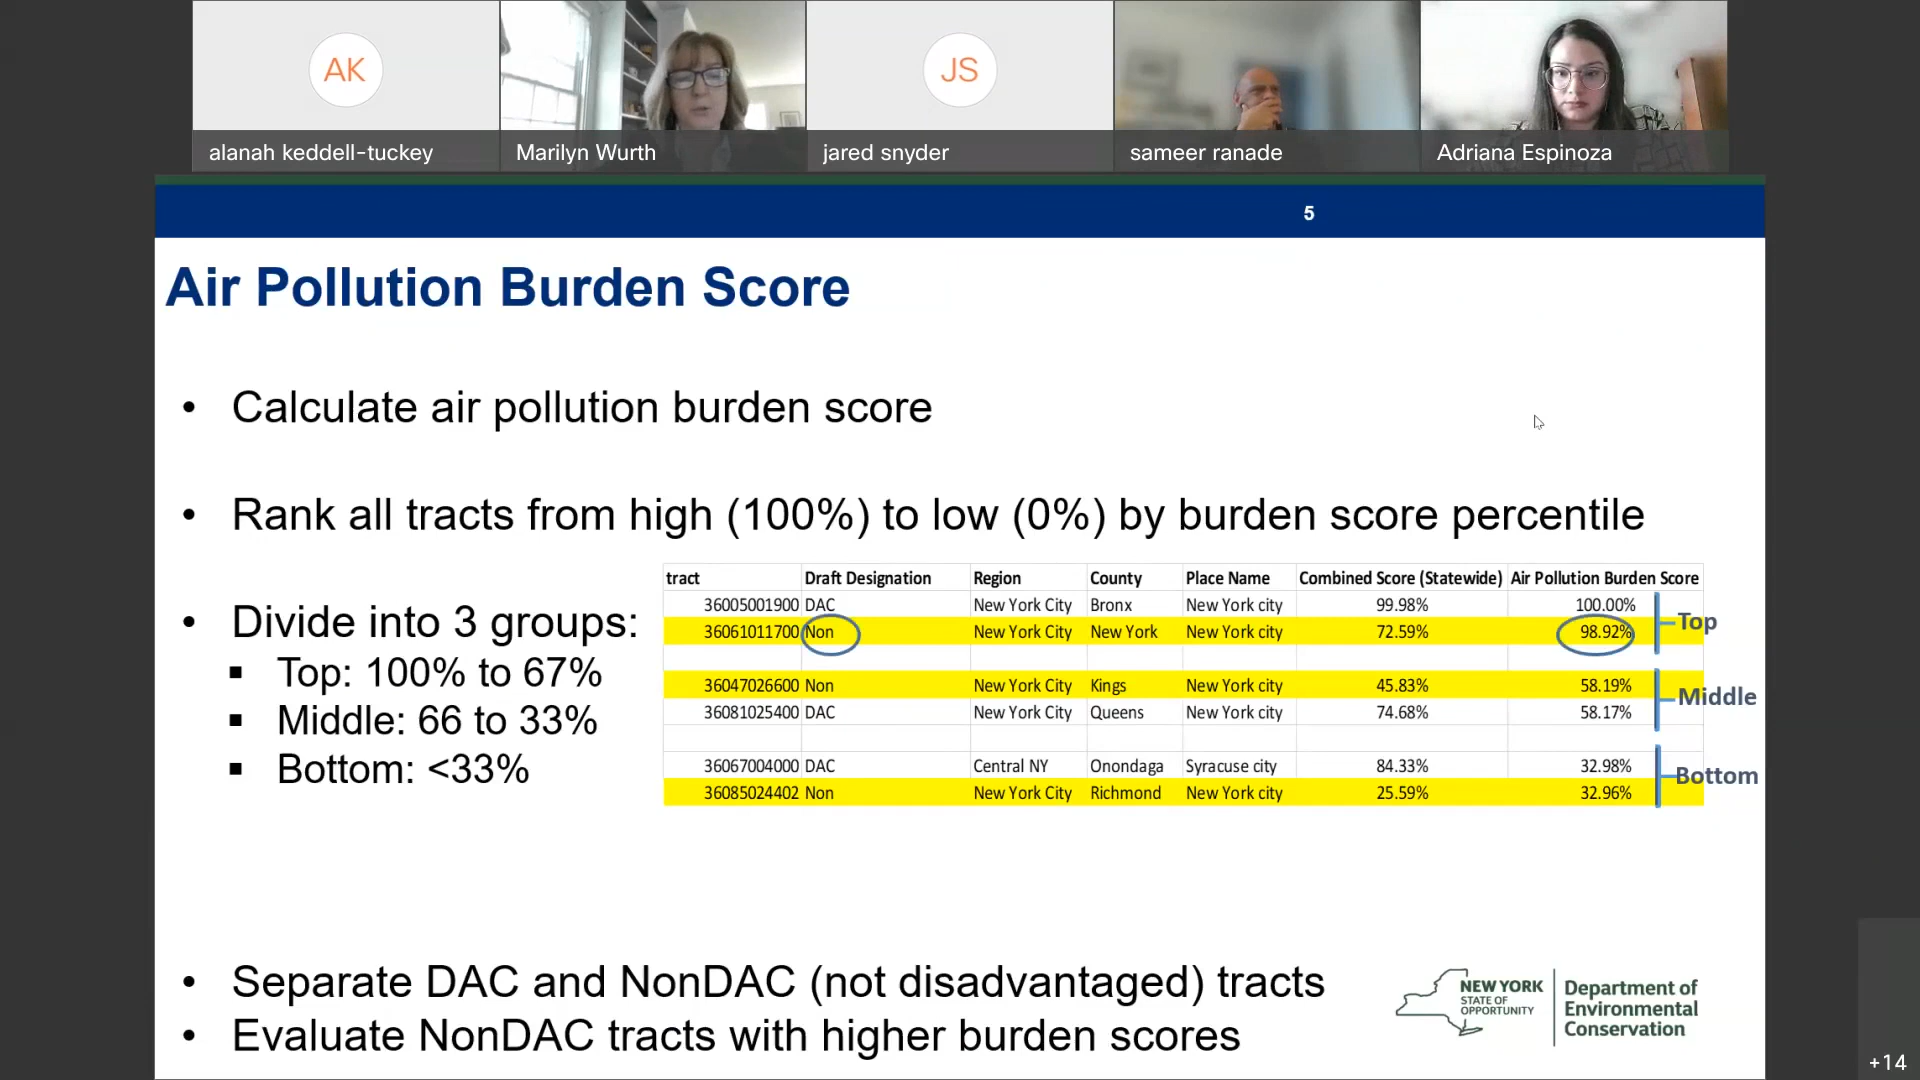 AK
JS
alanah keddell-tuckey
Marilyn Wurth
jared snyder
sameer ranade
Adriana Espinoza
5
Air Pollution Burden Score
• Calculate air pollution burden score
• Rank all tracts from high (100%) to low (0%) by burden score percentile
• Divide into 3 groups:
▪ Top: 100% to 67%
▪ Middle: 66 to 33%
▪ Bottom: <33%
tract Draft Designation Region County Place Name Combined Score (Statewide) Air Pollution Burden Score
36005001900 DAC New York City Bronx New York city 99.98% 100.00%
36061011700 Non New York City New York New York city 72.59% 98.92%
Top
36047026600 Non New York City Kings New York city 45.83% 58.19%
36081025400 DAC New York City Queens New York city 74.68% 58.17%
Middle
36067004000 DAC Central NY Onondaga Syracuse city 84.33% 32.98%
36085024402 Non New York City Richmond New York city 25.59% 32.96%
Bottom
• Separate DAC and NonDAC (not disadvantaged) tracts
• Evaluate NonDAC tracts with higher burden scores
NEW YORK
STATE OF
OPPORTUNITY
Department of
Environmental
Conservation
+14